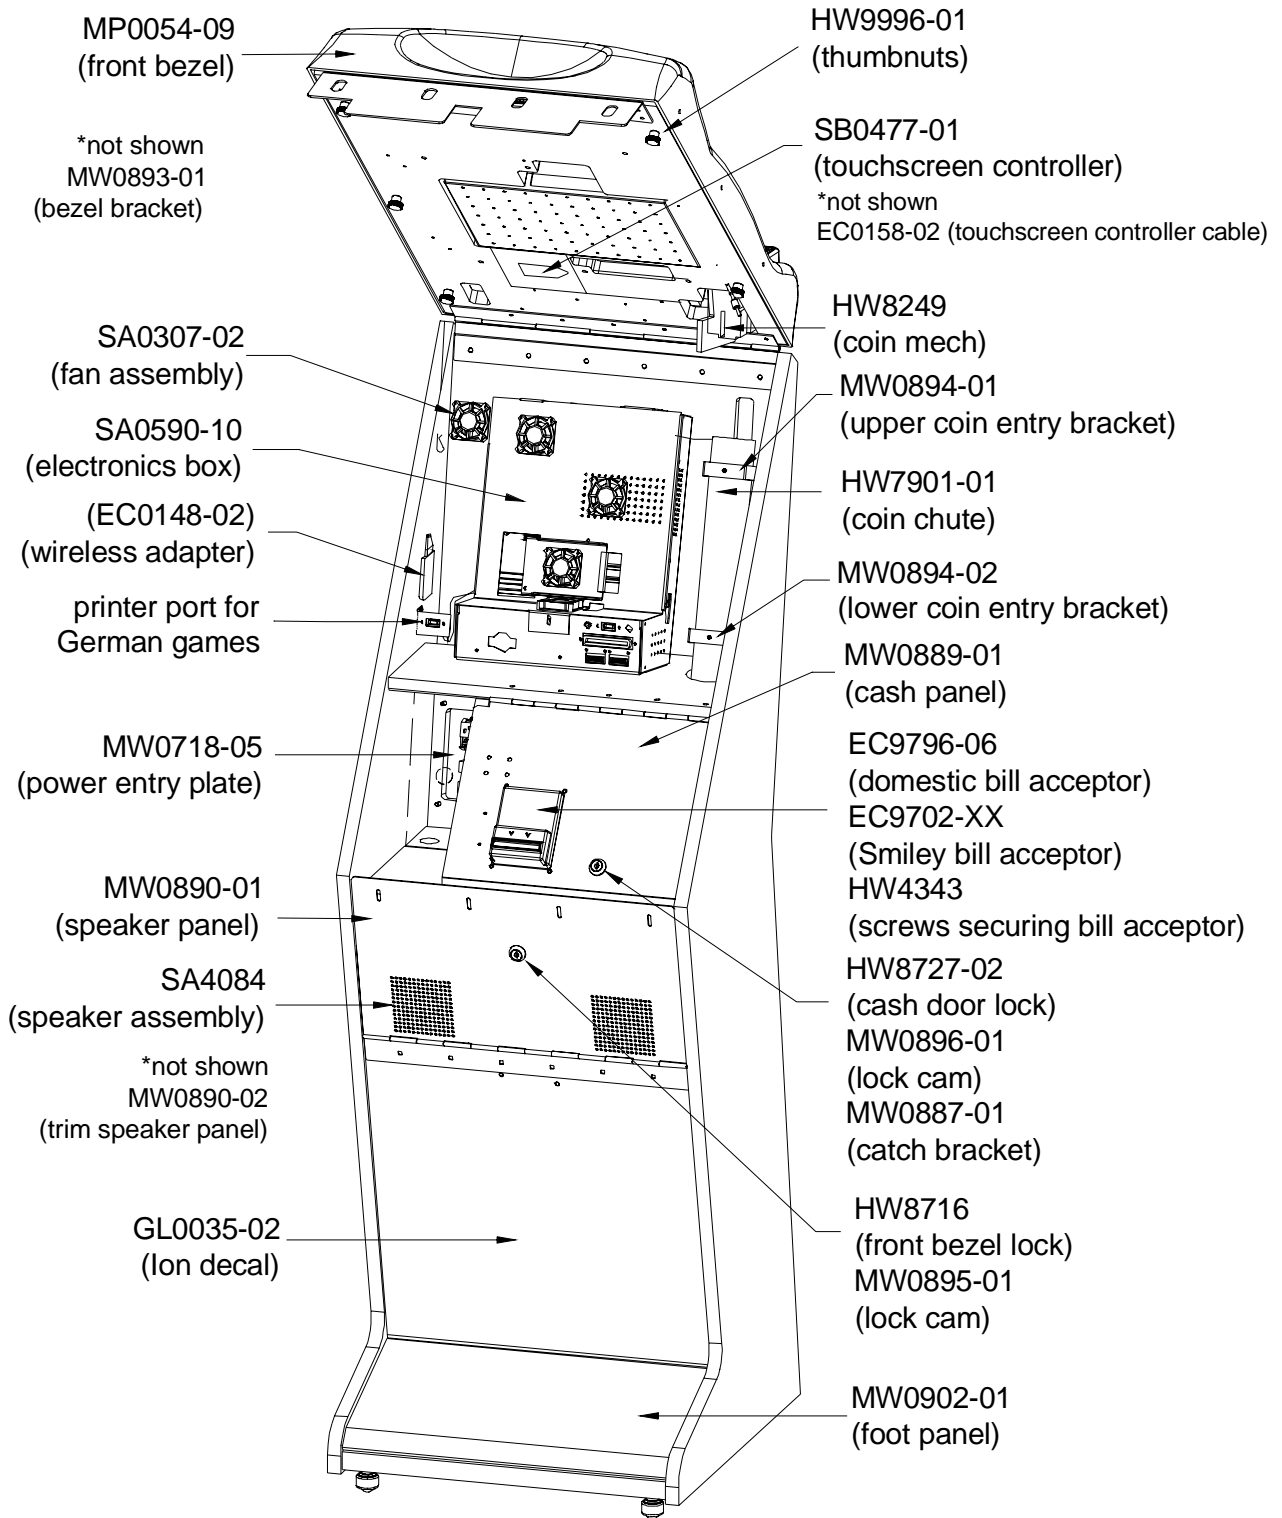 MP0054-09
(front bezel)
*not shown
MW0893-01
(bezel bracket)
SA0307-02
(fan assembly)
SA0590-10
(electronics box)
(EC0148-02)
(wireless adapter)
printer port for
German games
MW0718-05
(power entry plate)
MW0890-01
(speaker panel)
SA4084
(speaker assembly)
*not shown
MW0890-02
(trim speaker panel)
GL0035-02
(Ion decal)
HW9996-01
(thumbnuts)
SB0477-01
(touchscreen controller)
*not shown
EC0158-02 (touchscreen controller cable)
HW8249
(coin mech)
MW0894-01
(upper coin entry bracket)
HW7901-01
(coin chute)
MW0894-02
(lower coin entry bracket)
MW0889-01
(cash panel)
EC9796-06
(domestic bill acceptor)
EC9702-XX
(Smiley bill acceptor)
HW4343
(screws securing bill acceptor)
HW8727-02
(cash door lock)
MW0896-01
(lock cam)
MW0887-01
(catch bracket)
HW8716
(front bezel lock)
MW0895-01
(lock cam)
MW0902-01
(foot panel)